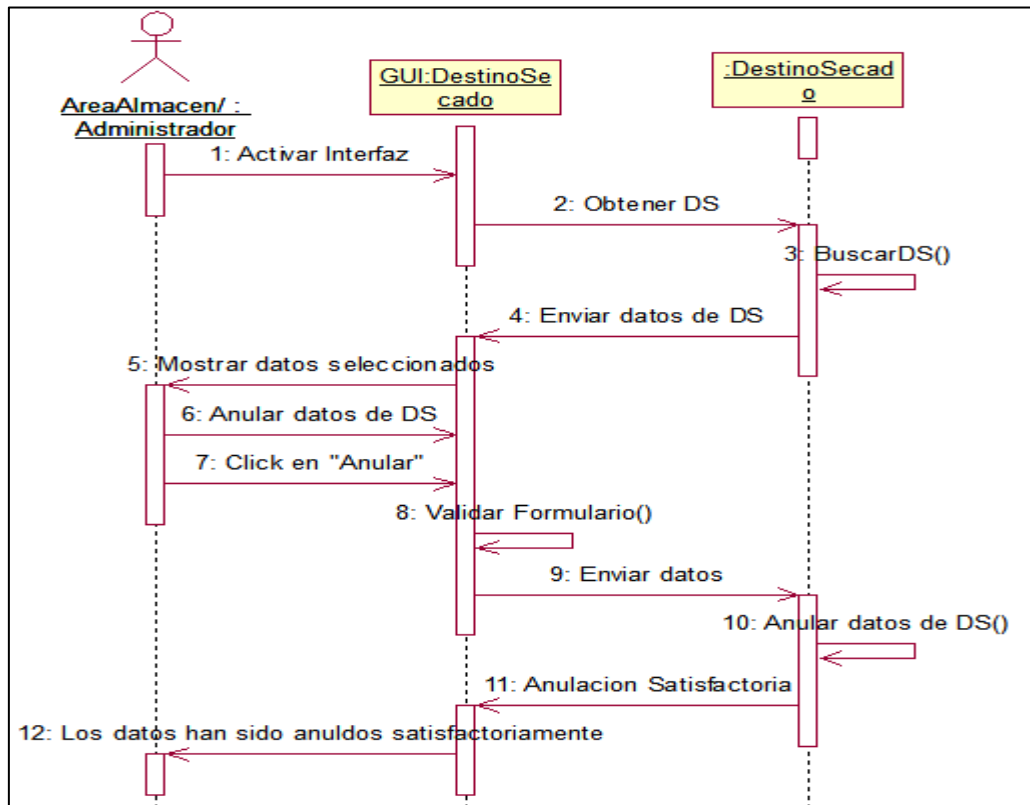 AreaAlmacen/ :
Administrador
GUI:DestinoSe
cado
:DestinoSecad
o
1: Activar Interfaz
2: Obtener DS
3: BuscarDS()
4: Enviar datos de DS
5: Mostrar datos seleccionados
6: Anular datos de DS
7: Click en "Anular"
8: Validar Formulario()
9: Enviar datos
10: Anular datos de DS()
11: Anulacion Satisfactoria
12: Los datos han sido anuldos satisfactoriamente